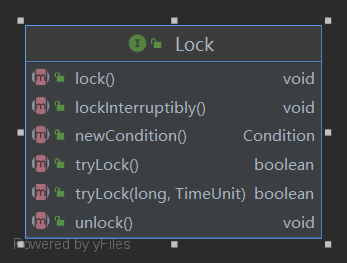 I Lock
m lock() void
m lockInterruptibly() void
m newCondition() Condition
m tryLock() boolean
m tryLock(long, TimeUnit) boolean
m unlock() void
Powered by yFiles